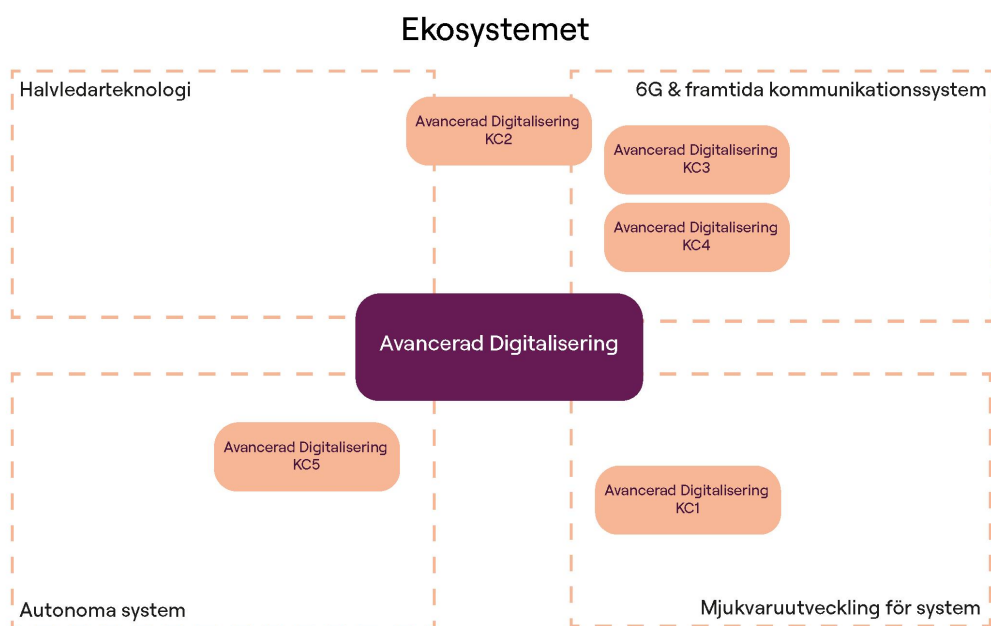 Ekosystemet
Halvledarteknologi
6G & framtida kommunikationssystem
Avancerad Digitalisering
KC2
Avancerad Digitalisering
KC3
Avancerad Digitalisering
KC4
Avancerad Digitalisering
Avancerad Digitalisering
KC5
Avancerad Digitalisering
KC1
Autonoma system
Mjukvaruutveckling för system